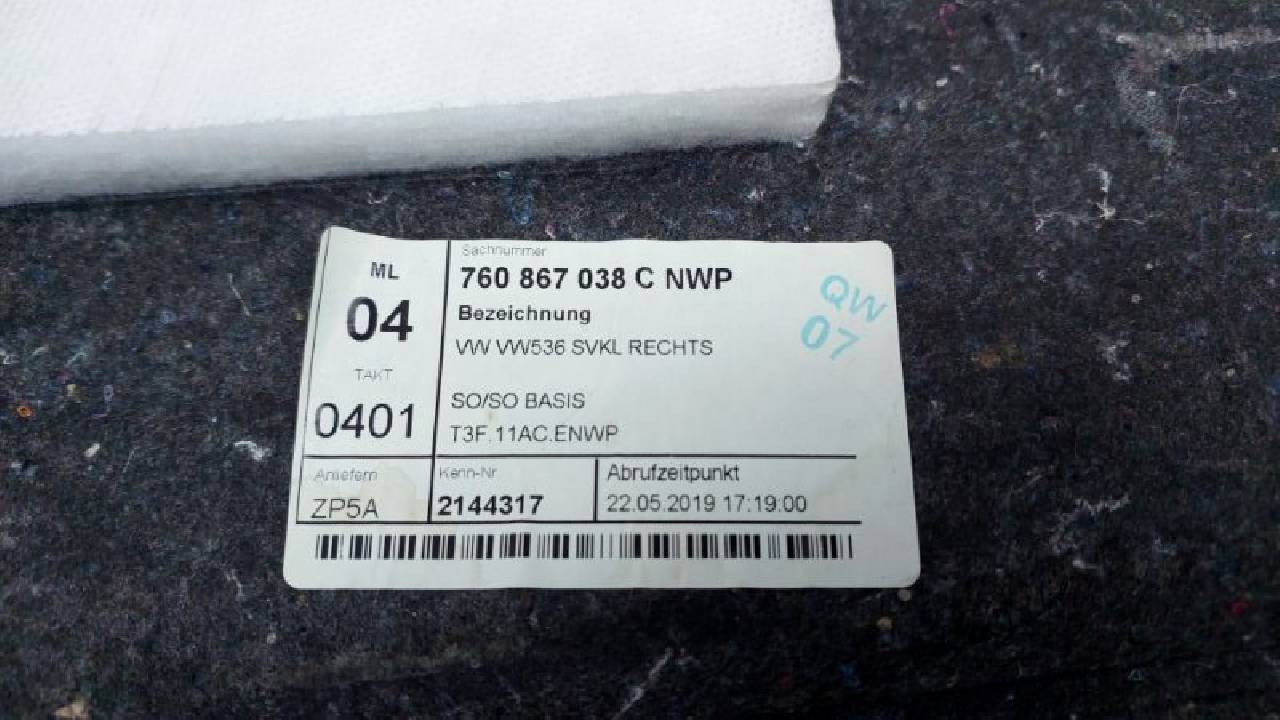 ML
04
TAKT
0401
Sachnummer
760 867 038 C NWP
Bezeichnung
VW VW536 SVKL RECHTS
SO/SO BASIS
T3F.11AC.ENWP
QW
07
Anliefern
ZP5A
Kenn-Nr
2144317
Abrufzeitpunkt
22.05.2019 17:19:00